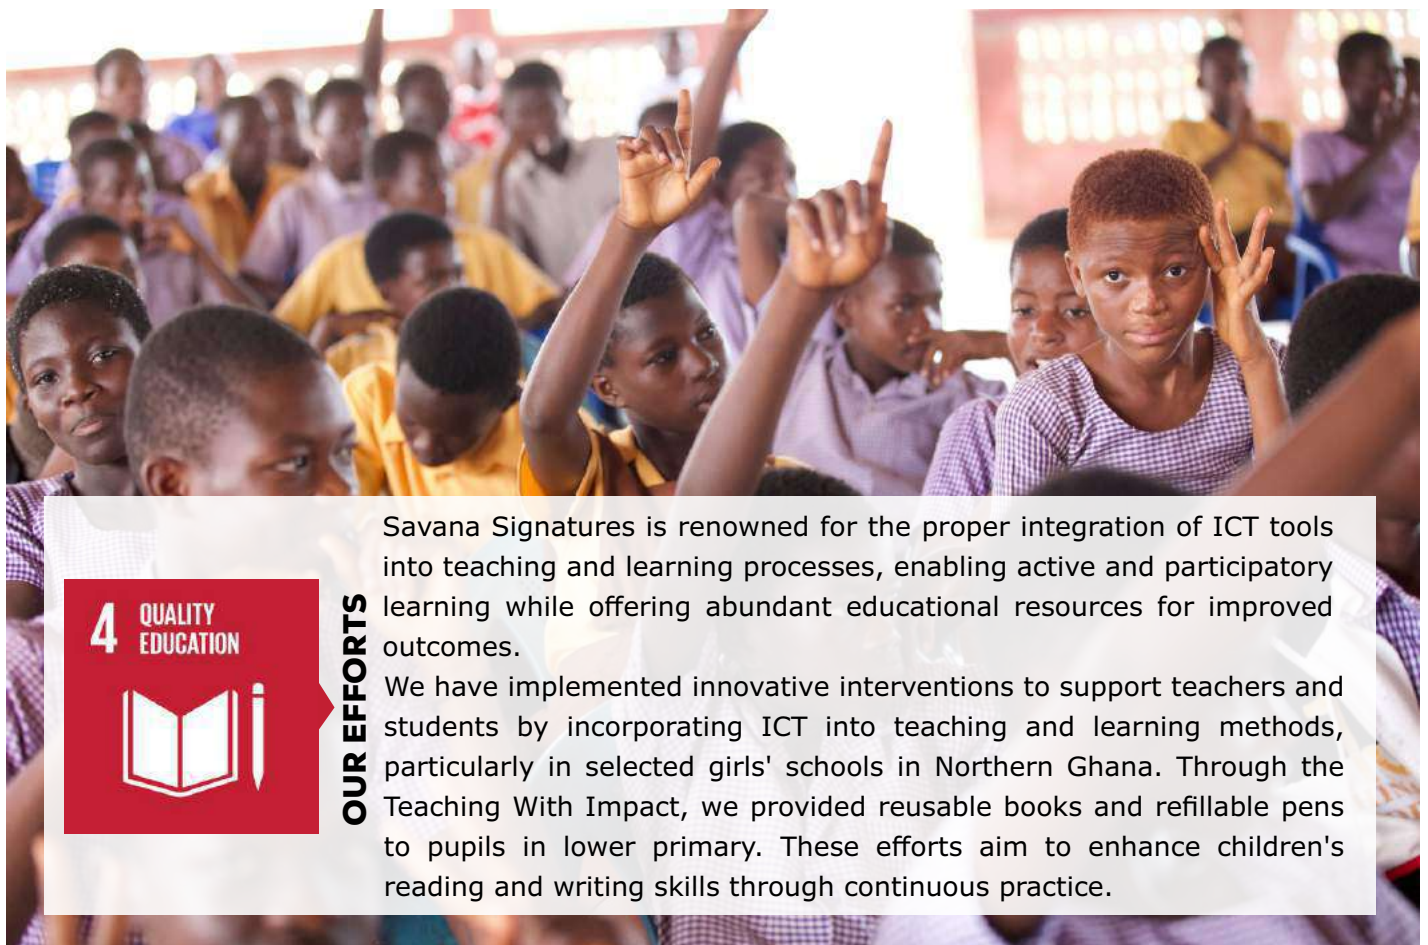 4 QUALITY
EDUCATION
OUR EFFORTS
Savana Signatures is renowned for the proper integration of ICT tools
into teaching and learning processes, enabling active and participatory
learning while offering abundant educational resources for improved
outcomes.
We have implemented innovative interventions to support teachers and
students by incorporating ICT into teaching and learning methods,
particularly in selected girls' schools in Northern Ghana. Through the
Teaching With Impact, we provided reusable books and refillable pens
to pupils in lower primary. These efforts aim to enhance children's
reading and writing skills through continuous practice.